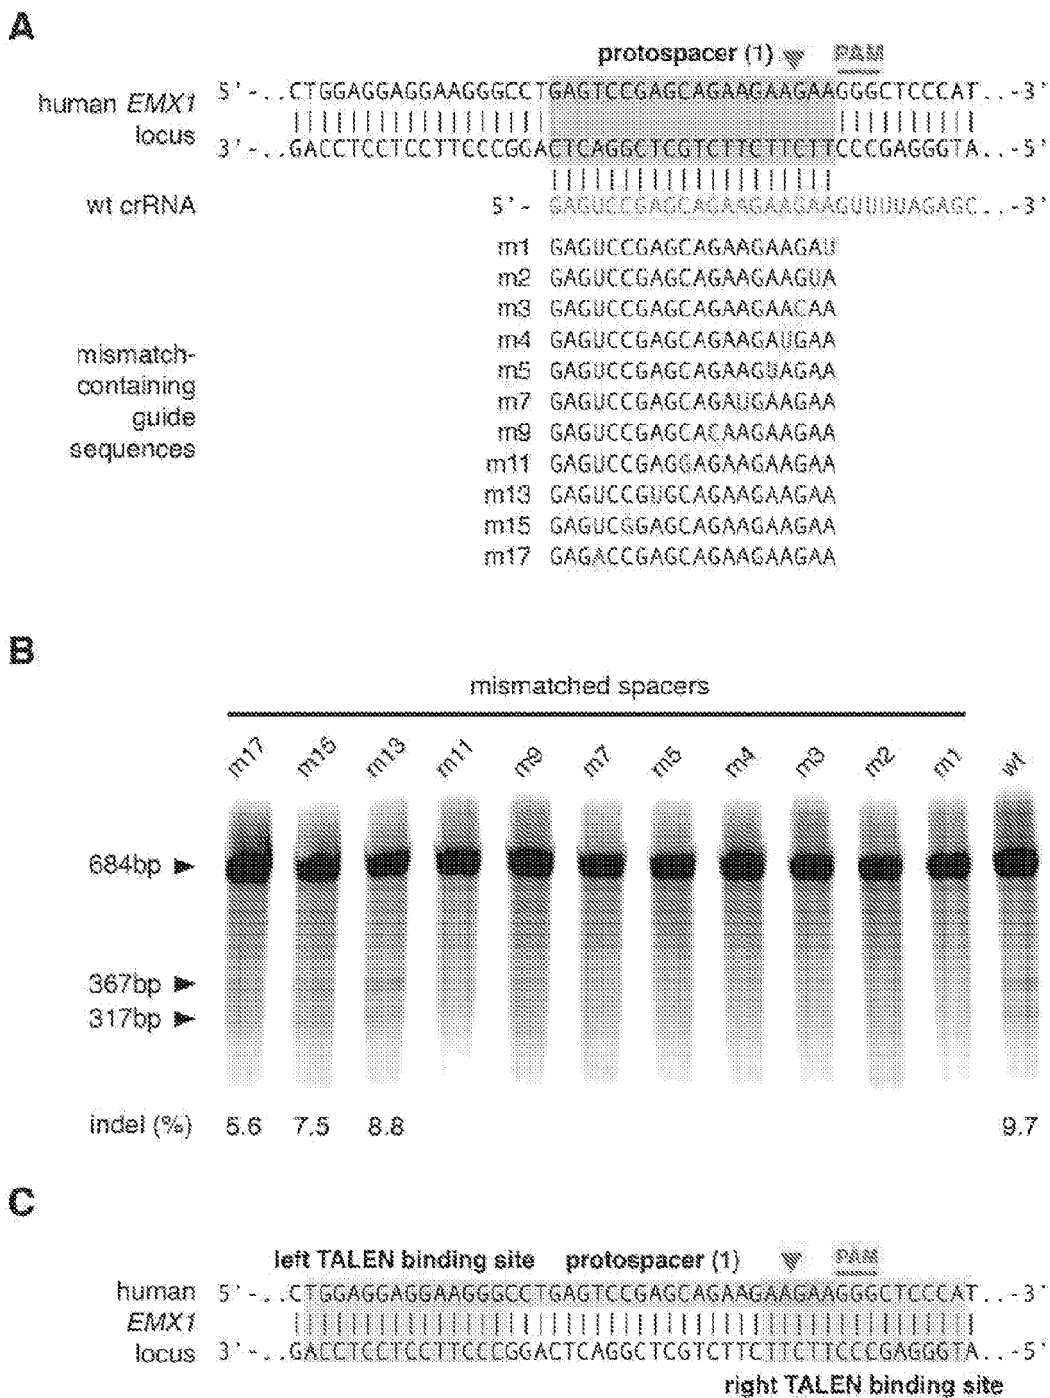 A
protospacer (1) PAM
human EMX1 locus
5'-..CTGGAGGAGGAAGGGCCTGAGTCCGAGCAGAAGAAGAAGGGCTCCCAT..-3'
3'-..GACCTCCTCCTTCCCGGACTCAGGCTCGTCTTCTTCTTCCCGAGGGTA..-5'
wt crRNA 5'- GAGUCCGAGCAGAAGAAGAAGUUUUAGAGC..-3'
mismatch-containing guide sequences
m1 GAGUCCGAGCAGAAGAAGAU
m2 GAGUCCGAGCAGAAGAAGUA
m3 GAGUCCGAGCAGAAGAACAA
m4 GAGUCCGAGCAGAAGAUGAA
m5 GAGUCCGAGCAGAAGUAGAA
m7 GAGUCCGAGCAGAUGAAGAA
m9 GAGUCCGAGCACAAGAAGAA
m11 GAGUCCGAGGAGAAGAAGAA
m13 GAGUCCGUGCAGAAGAAGAA
m15 GAGUCGGAGCAGAAGAAGAA
m17 GAGACCGAGCAGAAGAAGAA
B
mismatched spacers
m17 m15 m13 m11 m9 m7 m5 m4 m3 m2 m1 wt
684bp
367bp
317bp
indel (%) 5.6 7.5 8.8 9.7
C
left TALEN binding site protospacer (1) PAM
human EMX1 locus
5'-..CTGGAGGAGGAAGGGCCTGAGTCCGAGCAGAAGAAGAAGGGCTCCCAT..-3'
3'-..GACCTCCTCCTTCCCGGACTCAGGCTCGTCTTCTTCTTCCCGAGGGTA..-5'
right TALEN binding site